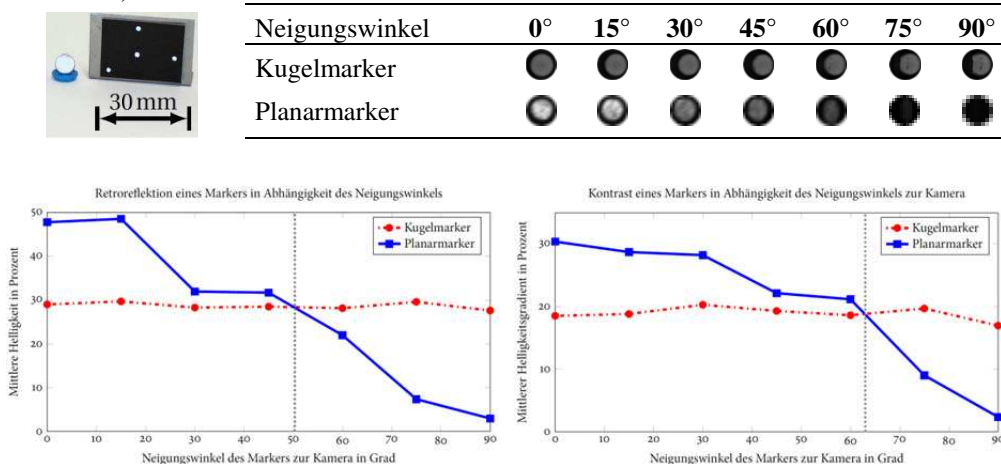 30 mm
Neigungswinkel 0° 15° 30° 45° 60° 75° 90°
Kugelmarker
Planarmarker
Retroreflektion eines Markers in Abhängigkeit des Neigungswinkels
Mittlere Helligkeit in Prozent
50
40
30
20
10
0
Kugelmarker
Planarmarker
0 10 20 30 40 50 60 70 80 90
Neigungswinkel des Markers zur Kamera in Grad
Kontrast eines Markers in Abhängigkeit des Neigungswinkels zur Kamera
Mittlerer Helligkeitsgradient in Prozent
30
20
10
0
Kugelmarker
Planarmarker
0 10 20 30 40 50 60 70 80 90
Neigungswinkel des Markers zur Kamera in Grad